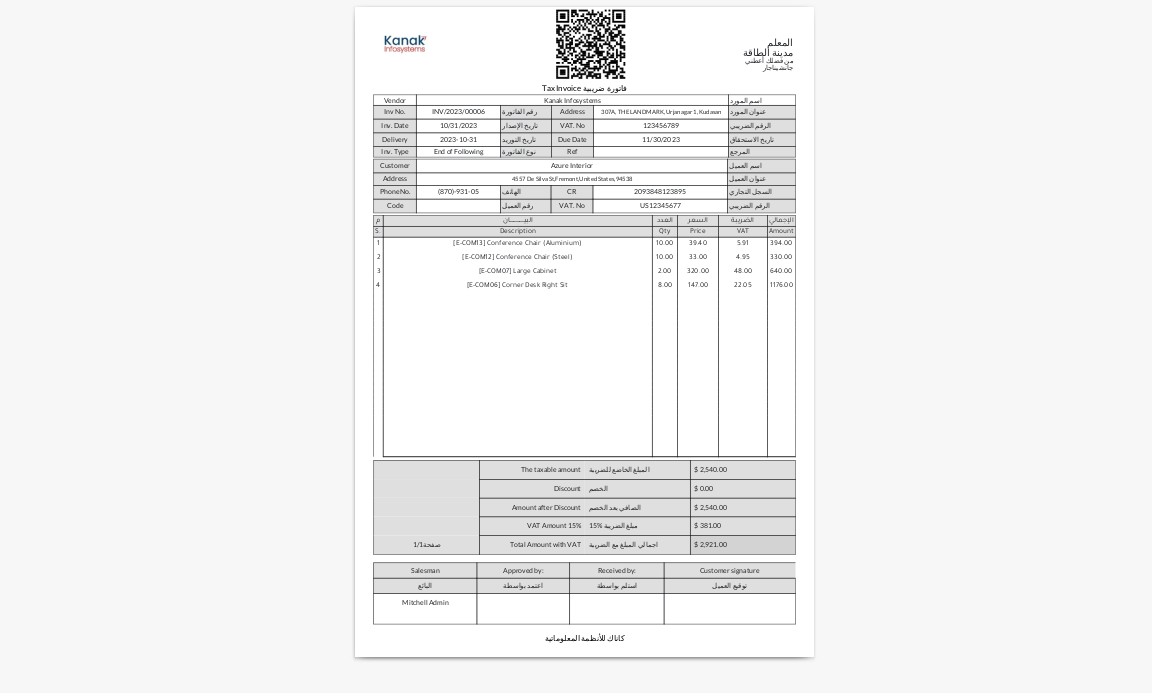 Kanak
Infosystems
المعلم
مدينة الطاقة
من فضلك أعطني
Tax Invoice فاتورة ضريبية
Vendor Kanak Infosystems اسم المورد
Inv No. INV/2023/00006 رقم الفاتورة Address 307A, THE LANDMARK, Urjanagar 1, Kudasan عنوان المورد
Inv. Date 10/31/2023 تاريخ الإصدار VAT. No 123456789 الرقم الضريبي
Delivery 2023-10-31 تاريخ التوريد Due Date 11/30/2023 تاريخ الاستحقاق
Inv. Type End of Following نوع الفاتورة Ref المرجع
Customer Azure Interior اسم العميل
Address 4557 De Silva St, Fremont, United States, 94538 عنوان العميل
PhoneNo. (870)-931-05 الهاتف CR 2093848123895 السجل التجاري
Code رقم العميل VAT. No US12345677 الرقم الضريبي
م البيـــــــان العدد السعر الضريبة الإجمالي
S. Description Qty Price VAT Amount
1 [E-COM13] Conference Chair (Aluminium) 10.00 39.40 5.91 394.00
2 [E-COM12] Conference Chair (Steel) 10.00 33.00 4.95 330.00
3 [E-COM07] Large Cabinet 2.00 320.00 48.00 640.00
4 [E-COM06] Corner Desk Right Sit 8.00 147.00 22.05 1176.00
The taxable amount المبلغ الخاضع للضريبة $ 2,540.00
Discount الخصم $ 0.00
Amount after Discount الصافي بعد الخصم $ 2,540.00
VAT Amount 15% مبلغ الضريبة 15% $ 381.00
صفحة1/1 Total Amount with VAT اجمالي المبلغ مع الضريبة $ 2,921.00
Salesman Approved by: Received by: Customer signature
البائع اعتمد بواسطة استلم بواسطة توقيع العميل
Mitchell Admin
كاناك للأنظمة المعلوماتية